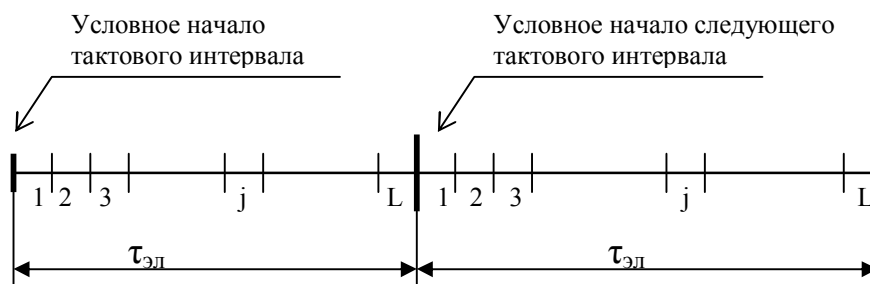 Условное начало
тактового интервала
Условное начало следующего
тактового интервала
1 2 3 j L 1 2 3 j L
τэл τэл